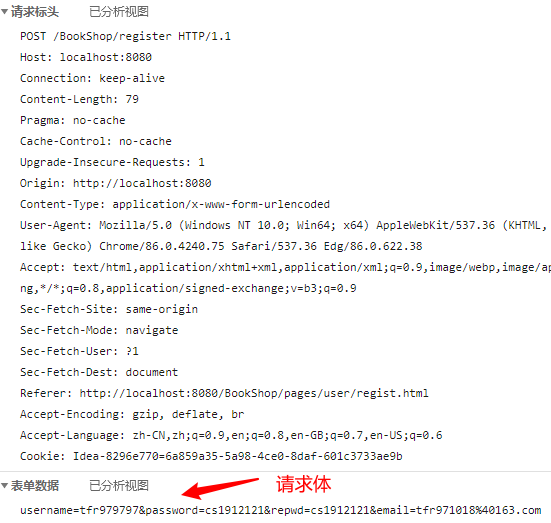 请求标头 已分析视图
POST /BookShop/register HTTP/1.1
Host: localhost:8080
Connection: keep-alive
Content-Length: 79
Pragma: no-cache
Cache-Control: no-cache
Upgrade-Insecure-Requests: 1
Origin: http://localhost:8080
Content-Type: application/x-www-form-urlencoded
User-Agent: Mozilla/5.0 (Windows NT 10.0; Win64; x64) AppleWebKit/537.36 (KHTML,
like Gecko) Chrome/86.0.4240.75 Safari/537.36 Edg/86.0.622.38
Accept: text/html,application/xhtml+xml,application/xml;q=0.9,image/webp,image/ap
ng,*/*;q=0.8,application/signed-exchange;v=b3;q=0.9
Sec-Fetch-Site: same-origin
Sec-Fetch-Mode: navigate
Sec-Fetch-User: ?1
Sec-Fetch-Dest: document
Referer: http://localhost:8080/BookShop/pages/user/regist.html
Accept-Encoding: gzip, deflate, br
Accept-Language: zh-CN,zh;q=0.9,en;q=0.8,en-GB;q=0.7,en-US;q=0.6
Cookie: Idea-8296e770=6a859a35-5a98-4ce0-8daf-601c3733ae9b
表单数据 已分析视图 请求体
username=tfr979797&password=cs1912121&repwd=cs1912121&email=tfr971018%40163.com